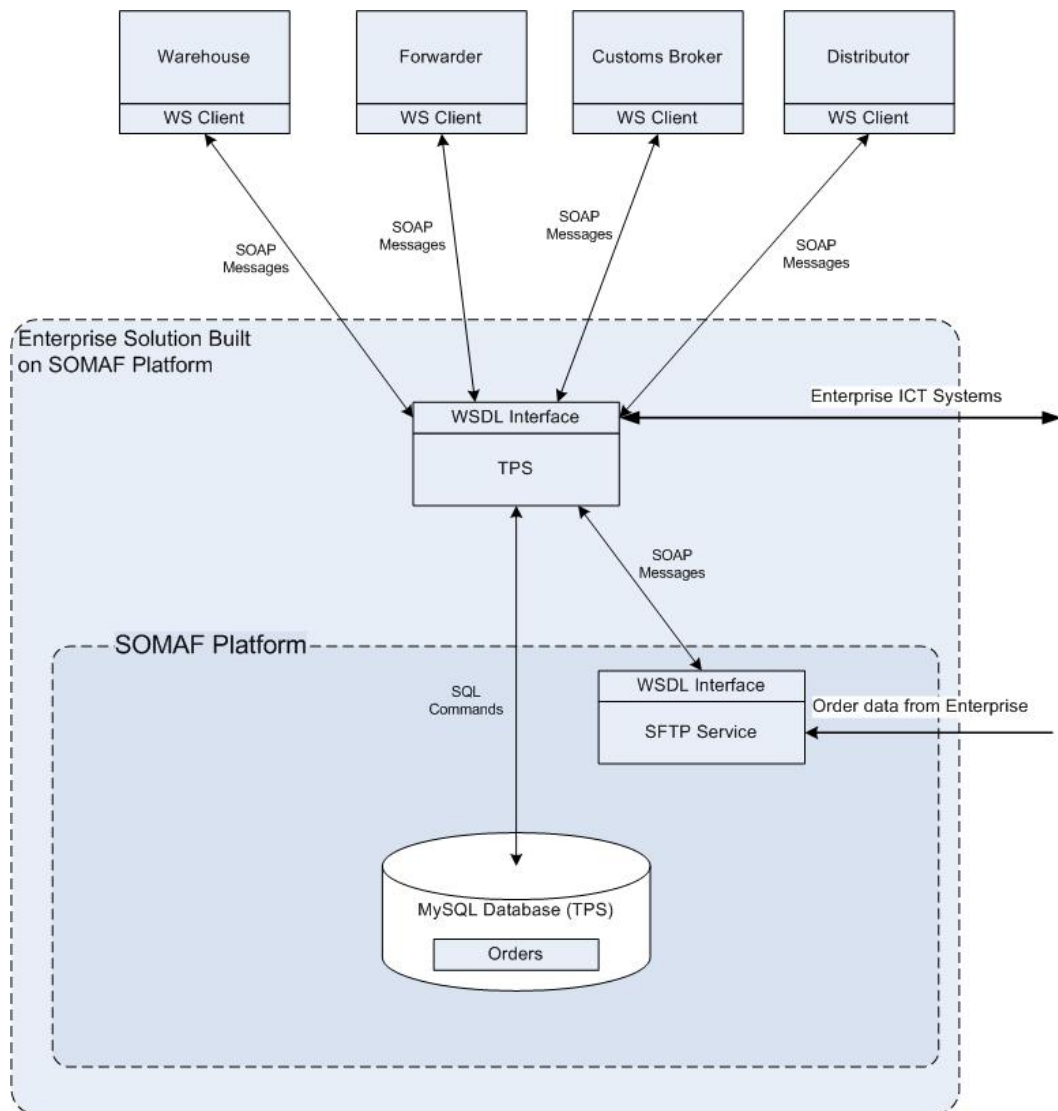 Warehouse
WS Client
Forwarder
WS Client
Customs Broker
WS Client
Distributor
WS Client
SOAP
Messages
SOAP
Messages
SOAP
Messages
SOAP
Messages
Enterprise Solution Built
on SOMAF Platform
WSDL Interface
TPS
Enterprise ICT Systems
SOAP
Messages
SOMAF Platform
SQL
Commands
WSDL Interface
SFTP Service
Order data from Enterprise
MySQL Database (TPS)
Orders